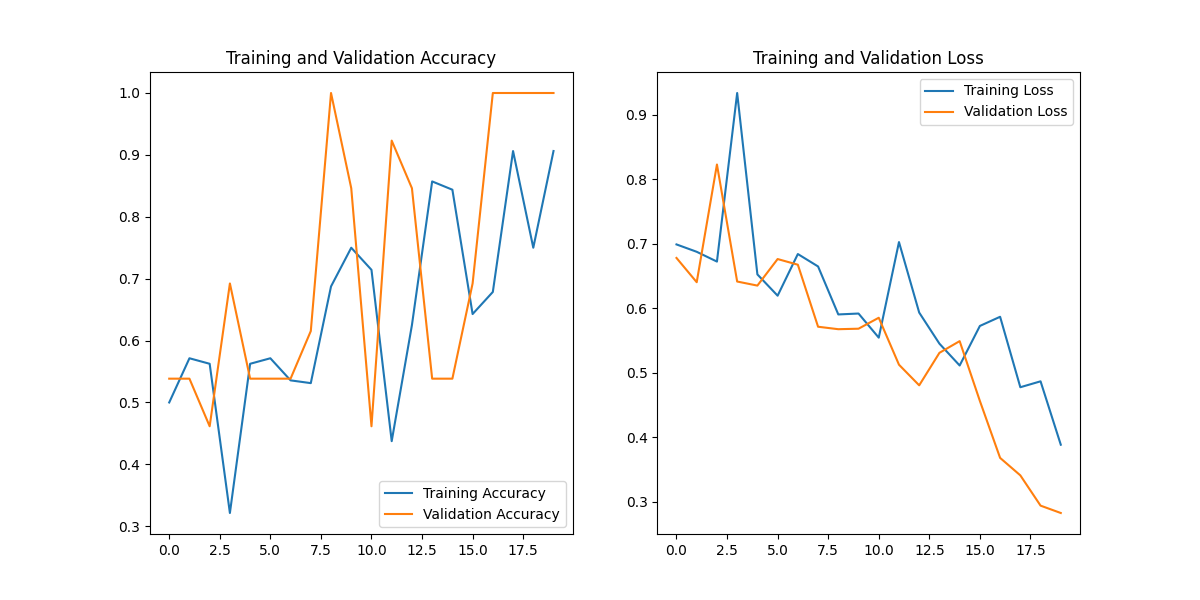 Training and Validation Accuracy
1.0
0.9
0.8
0.7
0.6
0.5
0.4
0.3
0.0 2.5 5.0 7.5 10.0 12.5 15.0 17.5
Training Accuracy
Validation Accuracy
Training and Validation Loss
0.9
0.8
0.7
0.6
0.5
0.4
0.3
0.0 2.5 5.0 7.5 10.0 12.5 15.0 17.5
Training Loss
Validation Loss